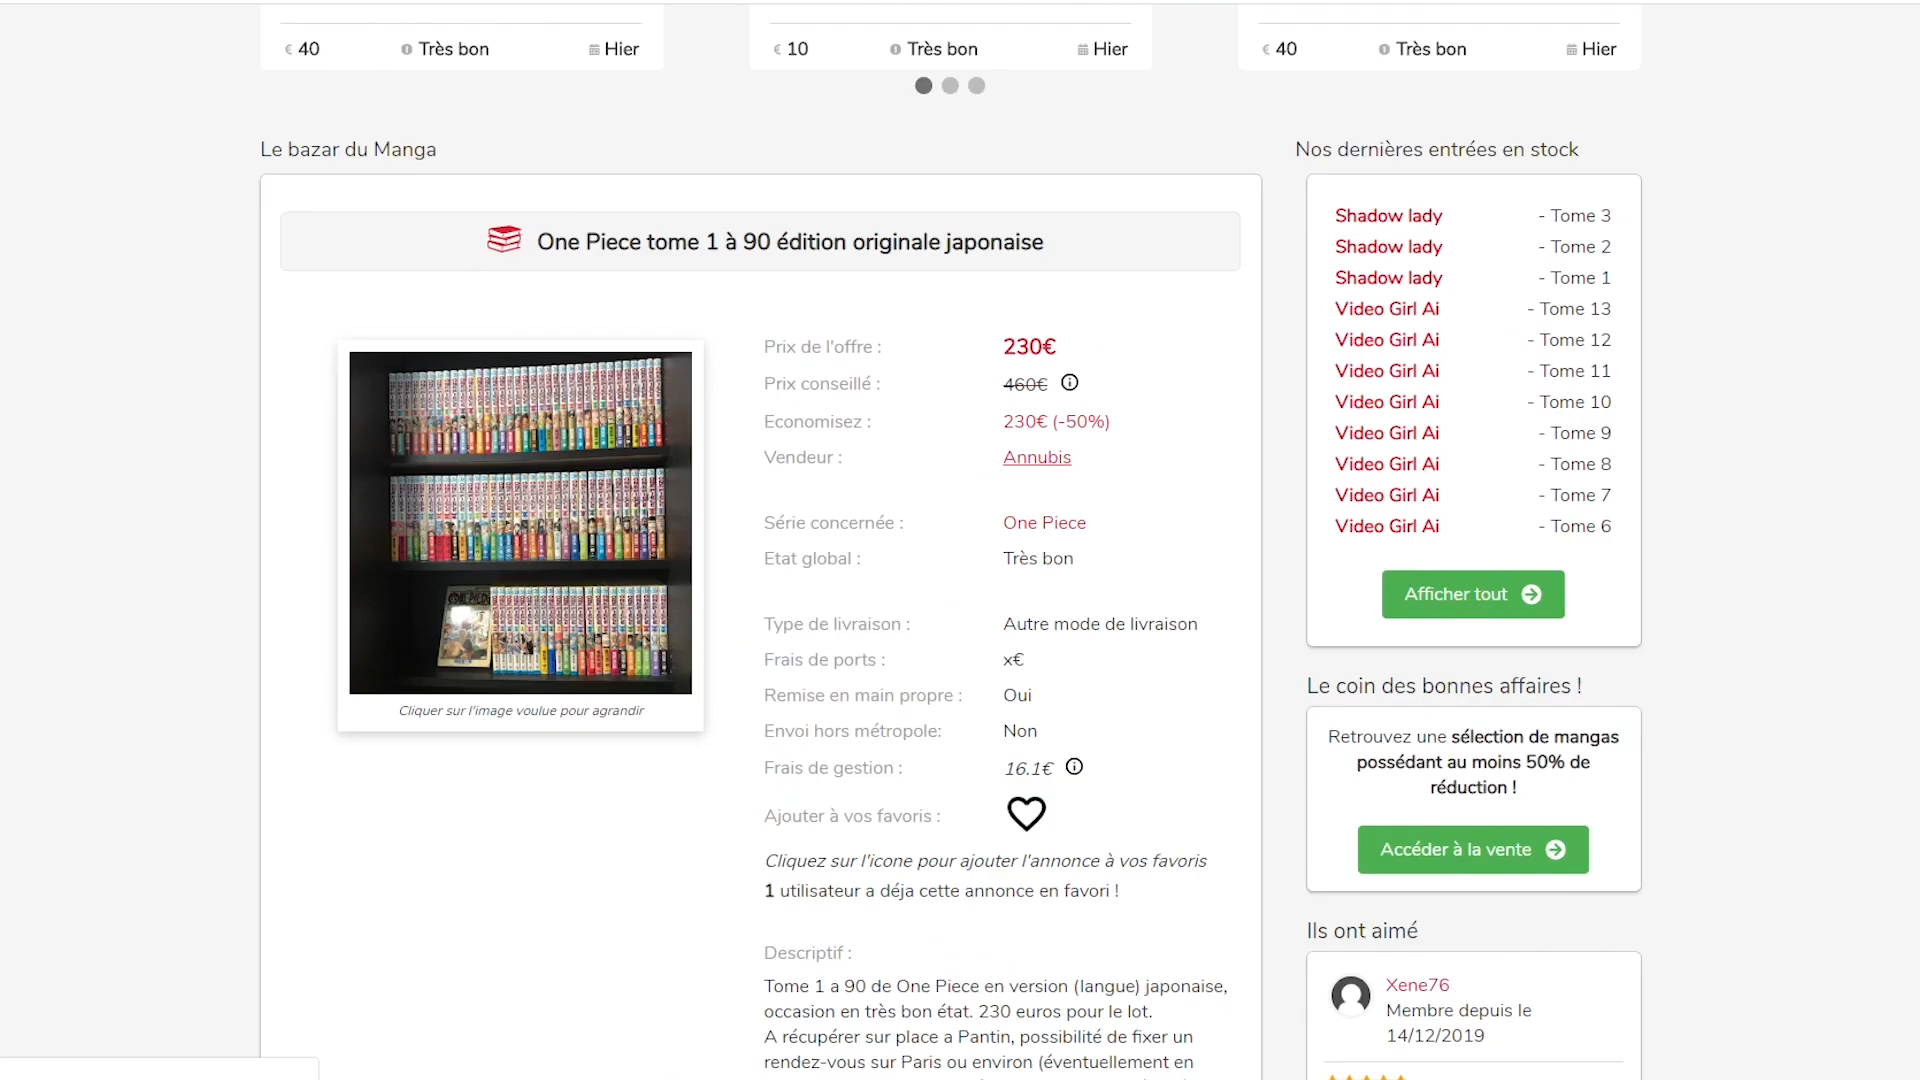 € 40 Très bon Hier
€ 10 Très bon Hier
€ 40 Très bon Hier
Le bazar du Manga
One Piece tome 1 à 90 édition originale japonaise
Cliquer sur l'image voulue pour agrandir
Prix de l'offre : 230€
Prix conseillé : 460€
Economisez : 230€ (-50%)
Vendeur : Annubis
Série concernée : One Piece
Etat global : Très bon
Type de livraison : Autre mode de livraison
Frais de ports : x€
Remise en main propre : Oui
Envoi hors métropole: Non
Frais de gestion : 16.1€
Ajouter à vos favoris :
Cliquez sur l'icone pour ajouter l'annonce à vos favoris
1 utilisateur a déja cette annonce en favori !
Descriptif :
Tome 1 a 90 de One Piece en version (langue) japonaise,
occasion en très bon état. 230 euros pour le lot.
A récupérer sur place a Pantin, possibilité de fixer un
rendez-vous sur Paris ou environ (éventuellement en
Nos dernières entrées en stock
Shadow lady - Tome 3
Shadow lady - Tome 2
Shadow lady - Tome 1
Video Girl Ai - Tome 13
Video Girl Ai - Tome 12
Video Girl Ai - Tome 11
Video Girl Ai - Tome 10
Video Girl Ai - Tome 9
Video Girl Ai - Tome 8
Video Girl Ai - Tome 7
Video Girl Ai - Tome 6
Afficher tout
Le coin des bonnes affaires !
Retrouvez une sélection de mangas
possédant au moins 50% de
réduction !
Accéder à la vente
Ils ont aimé
Xene76
Membre depuis le
14/12/2019